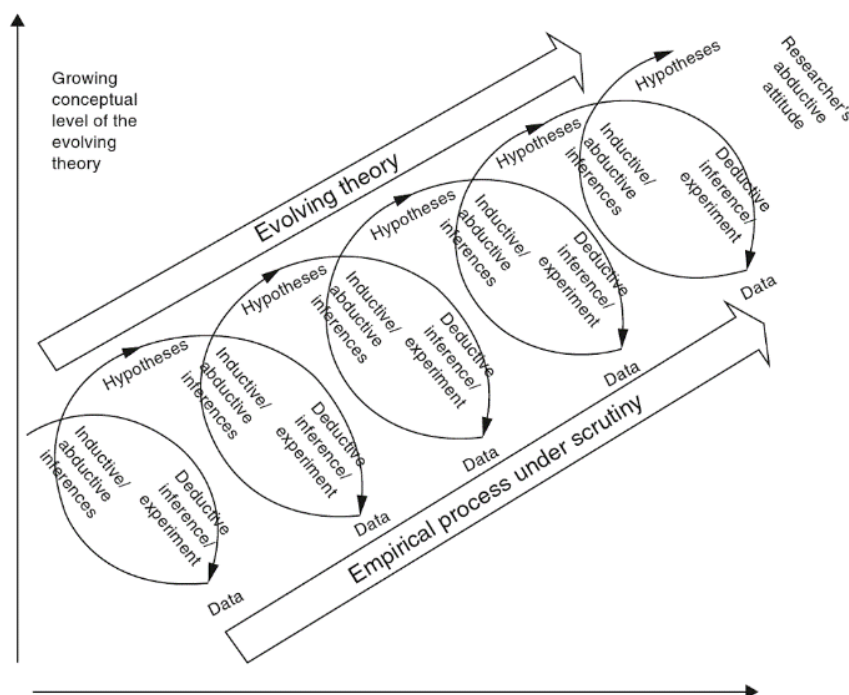 Growing
conceptual
level of the
evolving
theory
Evolving theory
Researcher's
abductive
attitude
Hypotheses
Inductive/
abductive
inferences
Deductive
inference/
experiment
Data
Hypotheses
Inductive/
abductive
inferences
Deductive
inference/
experiment
Data
Hypotheses
Inductive/
abductive
inferences
Deductive
inference/
experiment
Data
Hypotheses
Inductive/
abductive
inferences
Deductive
inference/
experiment
Data
Inductive/
abductive
inferences
Deductive
inference/
experiment
Data
Empirical process under scrutiny